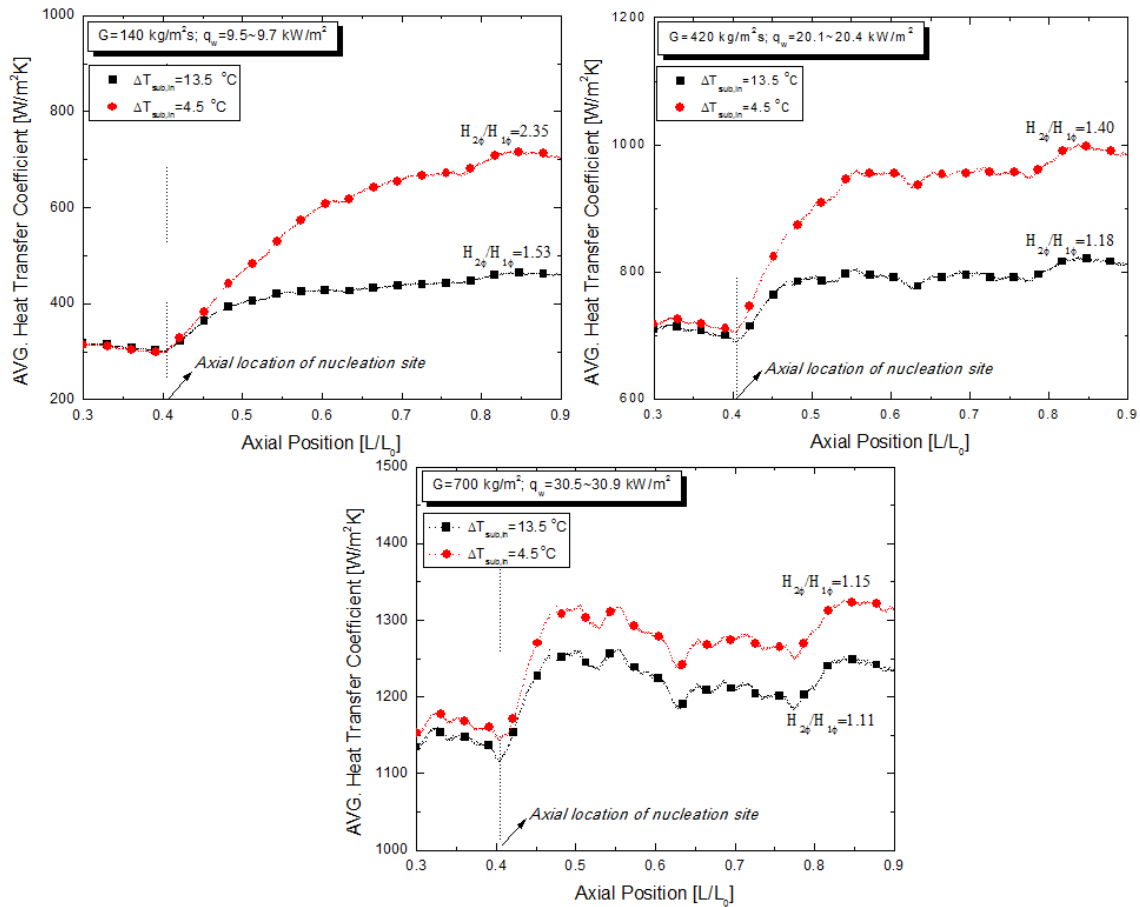 G=140 kg/m²s; q_w=9.5~9.7 kW/m²
ΔT_sub,in=13.5 °C
ΔT_sub,in=4.5 °C
H_2ϕ/H_1ϕ=2.35
H_2ϕ/H_1ϕ=1.53
Axial location of nucleation site
AVG. Heat Transfer Coefficient [W/m²K]
1000
800
600
400
200
0.3 0.4 0.5 0.6 0.7 0.8 0.9
Axial Position [L/L_0]
G=420 kg/m²s; q_w=20.1~20.4 kW/m²
ΔT_sub,in=13.5 °C
ΔT_sub,in=4.5 °C
H_2ϕ/H_1ϕ=1.40
H_2ϕ/H_1ϕ=1.18
Axial location of nucleation site
AVG. Heat Transfer Coefficient [W/m²K]
1200
1000
800
600
0.3 0.4 0.5 0.6 0.7 0.8 0.9
Axial Position [L/L_0]
G=700 kg/m²; q_w=30.5~30.9 kW/m²
ΔT_sub,in=13.5 °C
ΔT_sub,in=4.5 °C
H_2ϕ/H_1ϕ=1.15
H_2ϕ/H_1ϕ=1.11
Axial location of nucleation site
AVG. Heat Transfer Coefficient [W/m²K]
1500
1400
1300
1200
1100
1000
0.3 0.4 0.5 0.6 0.7 0.8 0.9
Axial Position [L/L_0]